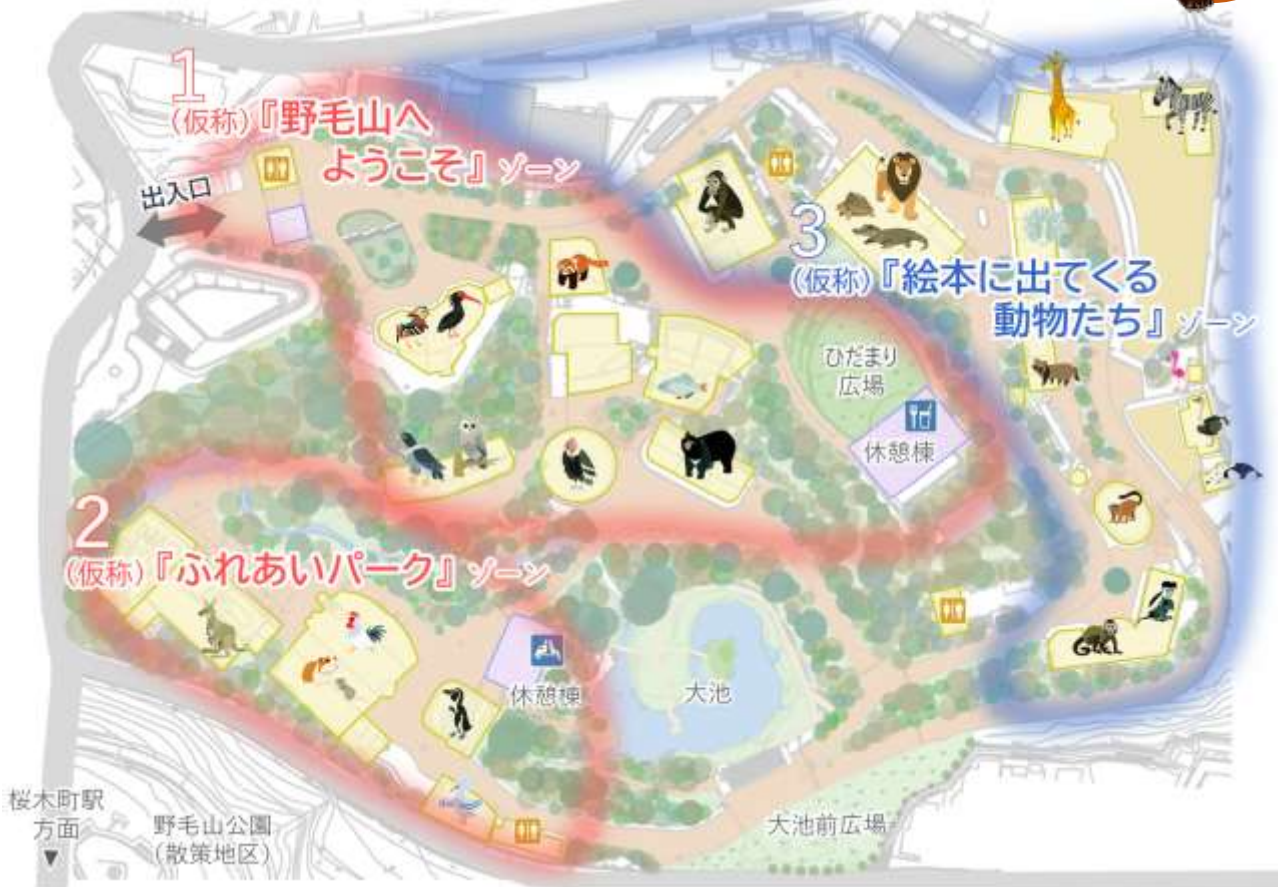 1
(仮称)『野毛山へ
ようこそ』ゾーン
出入口
3
(仮称)『絵本に出てくる
動物たち』ゾーン
ひだまり
広場
休憩棟
2
(仮称)『ふれあいパーク』ゾーン
休憩棟
大池
桜木町駅
方面
▼
野毛山公園
(散策地区)
大池前広場